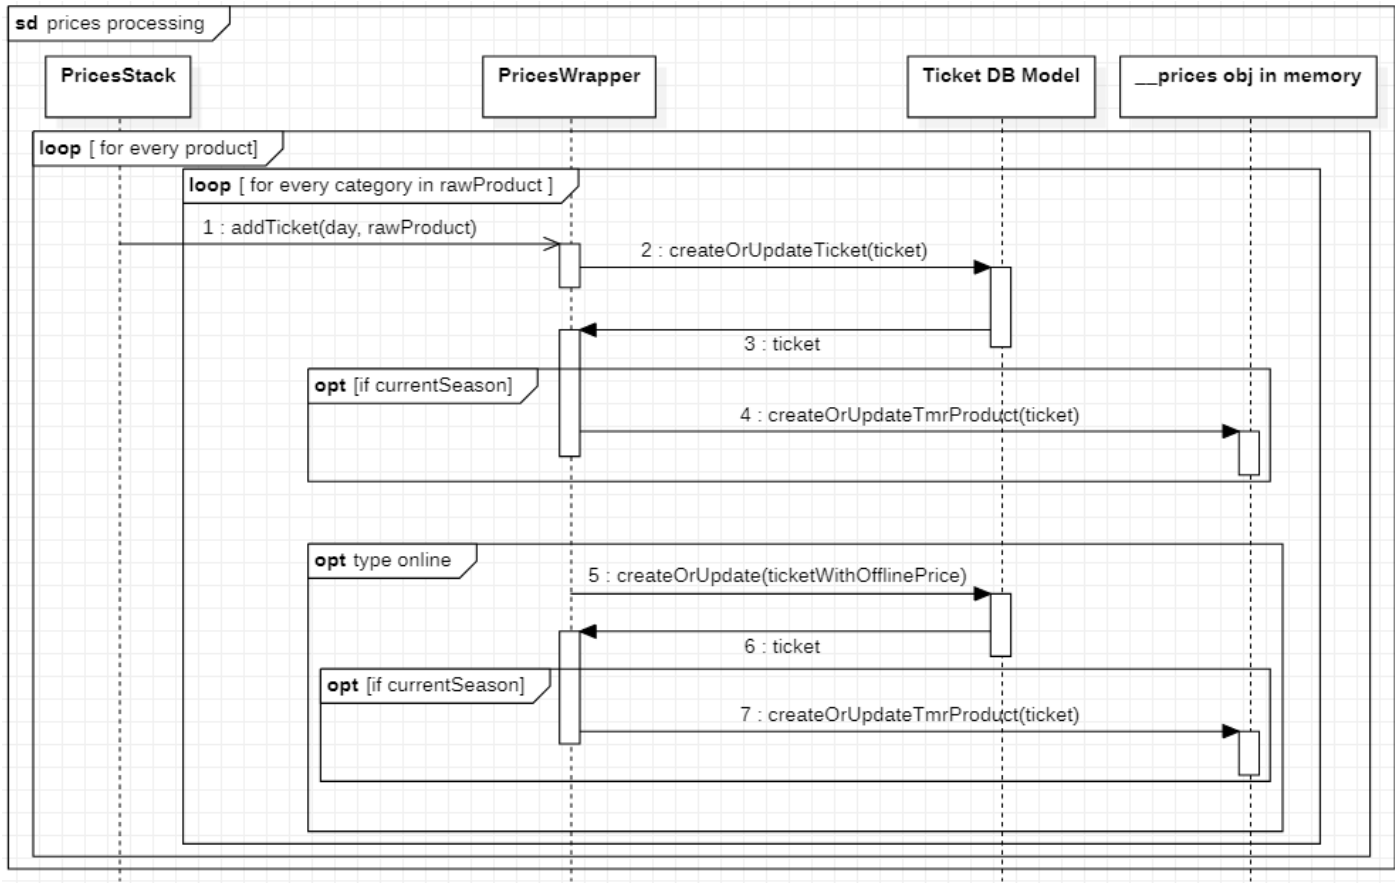 sd prices processing
PricesStack
PricesWrapper
Ticket DB Model
__prices obj in memory
loop [ for every product]
loop [ for every category in rawProduct ]
1 : addTicket(day, rawProduct)
2 : createOrUpdateTicket(ticket)
3 : ticket
opt [if currentSeason]
4 : createOrUpdateTmrProduct(ticket)
opt type online
5 : createOrUpdate(ticketWithOfflinePrice)
6 : ticket
opt [if currentSeason]
7 : createOrUpdateTmrProduct(ticket)